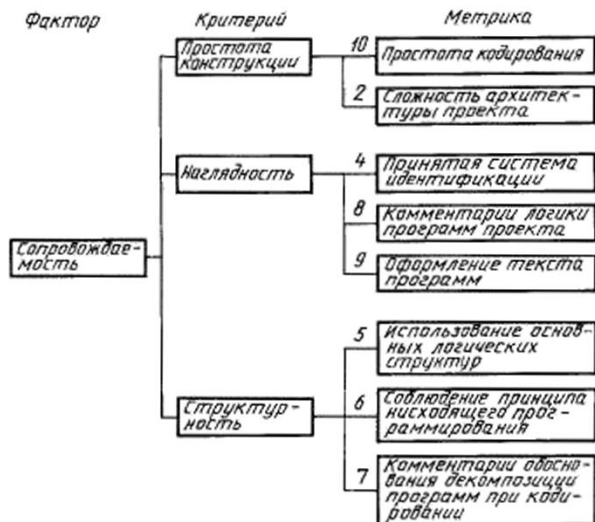 Фактор
Критерий
Метрика
Простота
конструкции
10
Простота кодирования
2
Сложность архитек-
туры проекта
Наглядность
4
Принятая система
идентификации
8
Комментарии логики
программ проекта
9
Оформление текста
программ
Сопровождае-
мость
Структур-
ность
5
Использование основ-
ных логических
структур
6
Соблюдение принципа
нисходящего прог-
раммирования
7
Комментарии обосно-
вания декомпозиции
программ при коди-
ровании